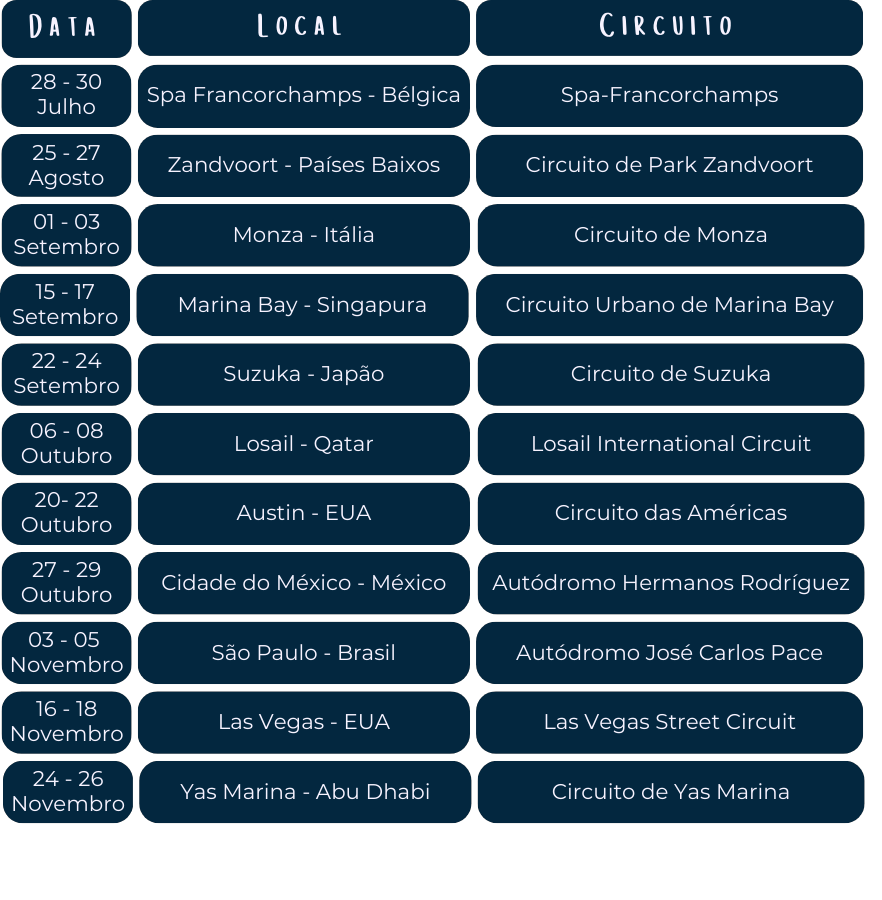 Data Local Circuito
28 - 30
Julho
Spa Francorchamps - Bélgica
Spa-Francorchamps
25 - 27
Agosto
Zandvoort - Países Baixos
Circuito de Park Zandvoort
01 - 03
Setembro
Monza - Itália
Circuito de Monza
15 - 17
Setembro
Marina Bay - Singapura
Circuito Urbano de Marina Bay
22 - 24
Setembro
Suzuka - Japão
Circuito de Suzuka
06 - 08
Outubro
Losail - Qatar
Losail International Circuit
20- 22
Outubro
Austin - EUA
Circuito das Américas
27 - 29
Outubro
Cidade do México - México
Autódromo Hermanos Rodríguez
03 - 05
Novembro
São Paulo - Brasil
Autódromo José Carlos Pace
16 - 18
Novembro
Las Vegas - EUA
Las Vegas Street Circuit
24 - 26
Novembro
Yas Marina - Abu Dhabi
Circuito de Yas Marina